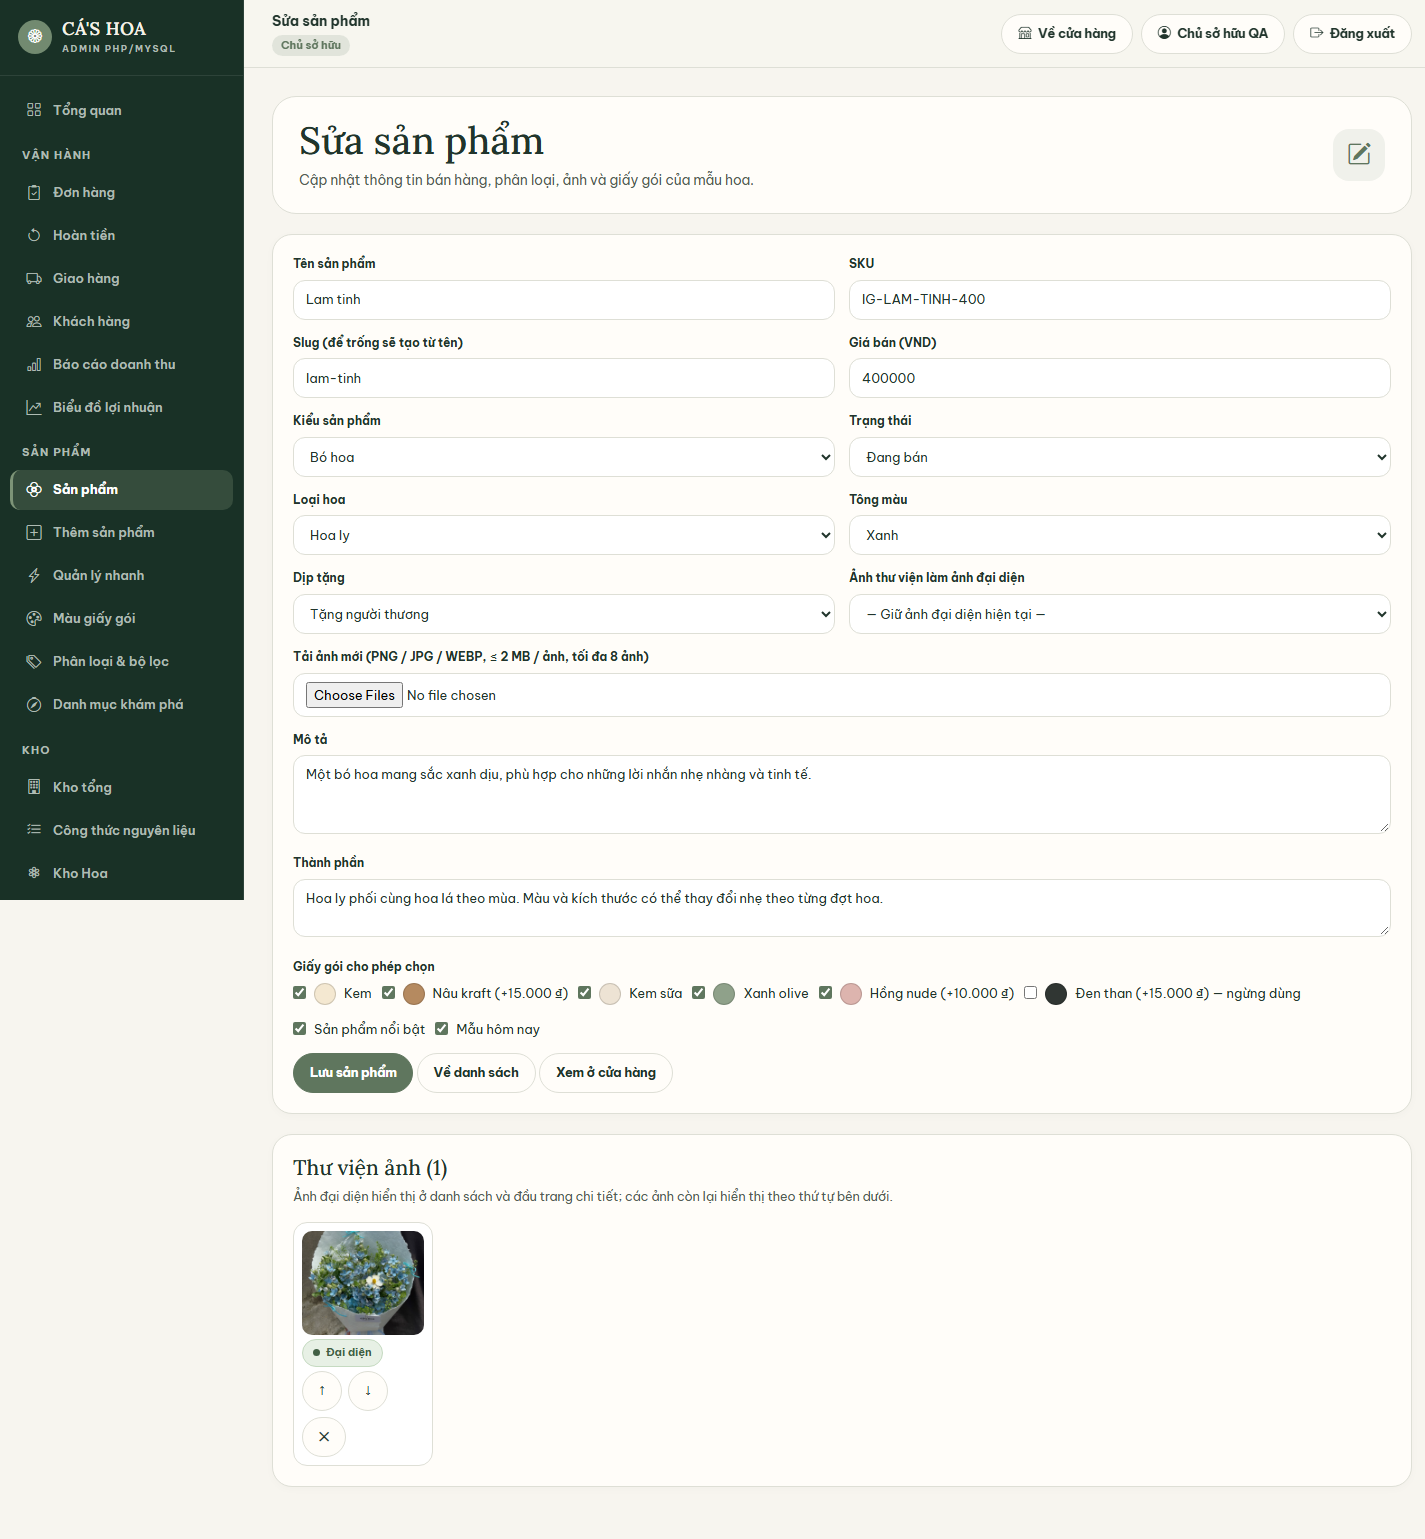 CÁ'S HOA
ADMIN PHP/MYSQL
Tổng quan
VẬN HÀNH
Đơn hàng
Hoàn tiền
Giao hàng
Khách hàng
Báo cáo doanh thu
Biểu đồ lợi nhuận
SẢN PHẨM
Sản phẩm
Thêm sản phẩm
Quản lý nhanh
Màu giấy gói
Phân loại & bộ lọc
Danh mục khám phá
KHO
Kho tổng
Công thức nguyên liệu
Kho Hoa
Sửa sản phẩm
Chủ sở hữu
Về cửa hàng
Chủ sở hữu QA
Đăng xuất
Sửa sản phẩm
Cập nhật thông tin bán hàng, phân loại, ảnh và giấy gói của mẫu hoa.
Tên sản phẩm
SKU
Lam tinh
IG-LAM-TINH-400
Slug (để trống sẽ tạo từ tên)
Giá bán (VND)
lam-tinh
400000
Kiểu sản phẩm
Trạng thái
Bó hoa
Đang bán
Loại hoa
Tông màu
Hoa ly
Xanh
Dịp tặng
Ảnh thư viện làm ảnh đại diện
Tặng người thương
— Giữ ảnh đại diện hiện tại —
Tải ảnh mới (PNG / JPG / WEBP, ≤ 2 MB / ảnh, tối đa 8 ảnh)
Choose Files No file chosen
Mô tả
Một bó hoa mang sắc xanh dịu, phù hợp cho những lời nhắn nhẹ nhàng và tinh tế.
Thành phần
Hoa ly phối cùng hoa lá theo mùa. Màu và kích thước có thể thay đổi nhẹ theo từng đợt hoa.
Giấy gói cho phép chọn
Kem Nâu kraft (+15.000 ₫) Kem sữa Xanh olive Hồng nude (+10.000 ₫) Đen than (+15.000 ₫) — ngừng dùng
Sản phẩm nổi bật Mẫu hôm nay
Lưu sản phẩm Về danh sách Xem ở cửa hàng
Thư viện ảnh (1)
Ảnh đại diện hiển thị ở danh sách và đầu trang chi tiết; các ảnh còn lại hiển thị theo thứ tự bên dưới.
Đại diện
↑ ↓
×